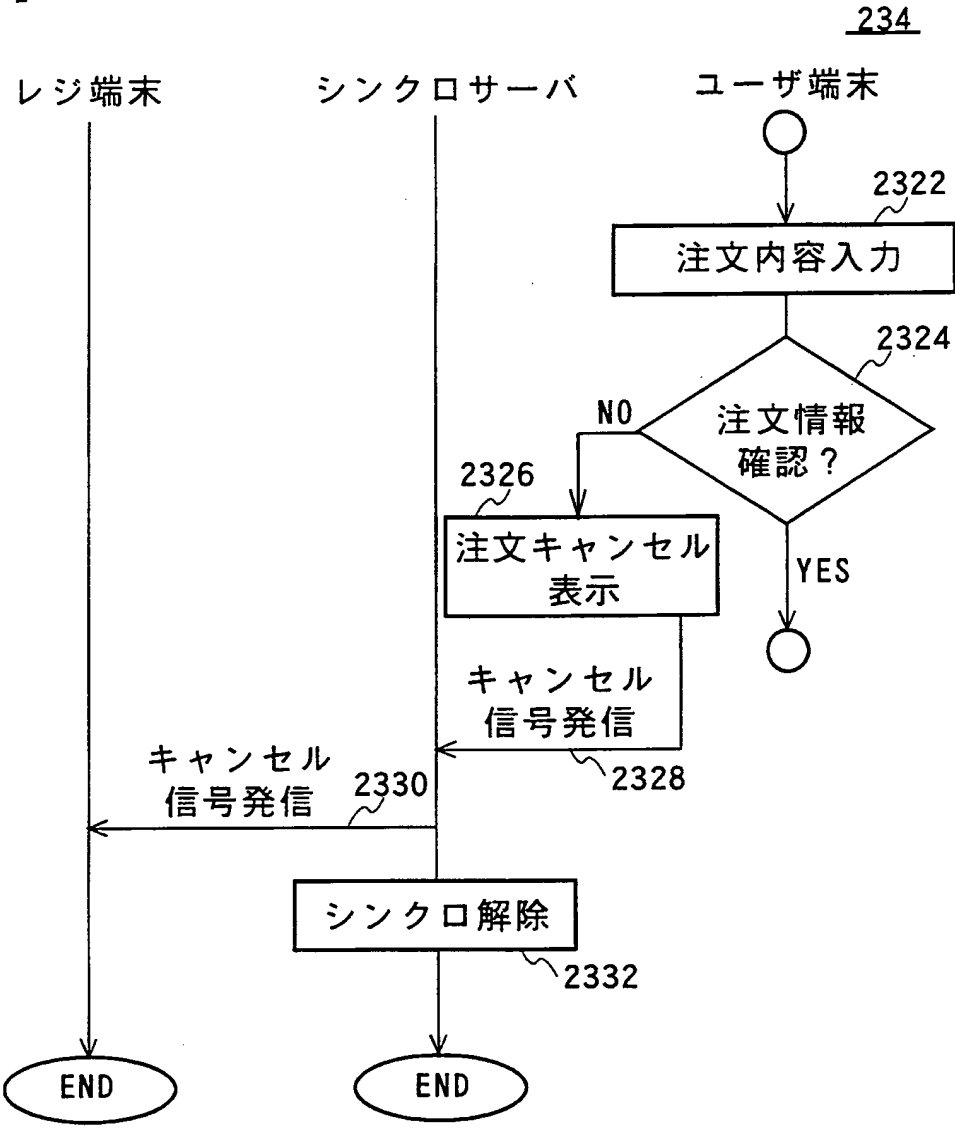 234
レジ端末
シンクロサーバ
ユーザ端末
2322
注文内容入力
2324
注文情報
確認？
NO
2326
注文キャンセル
表示
YES
キャンセル
信号発信
2328
キャンセル
信号発信
2330
シンクロ解除
2332
END
END